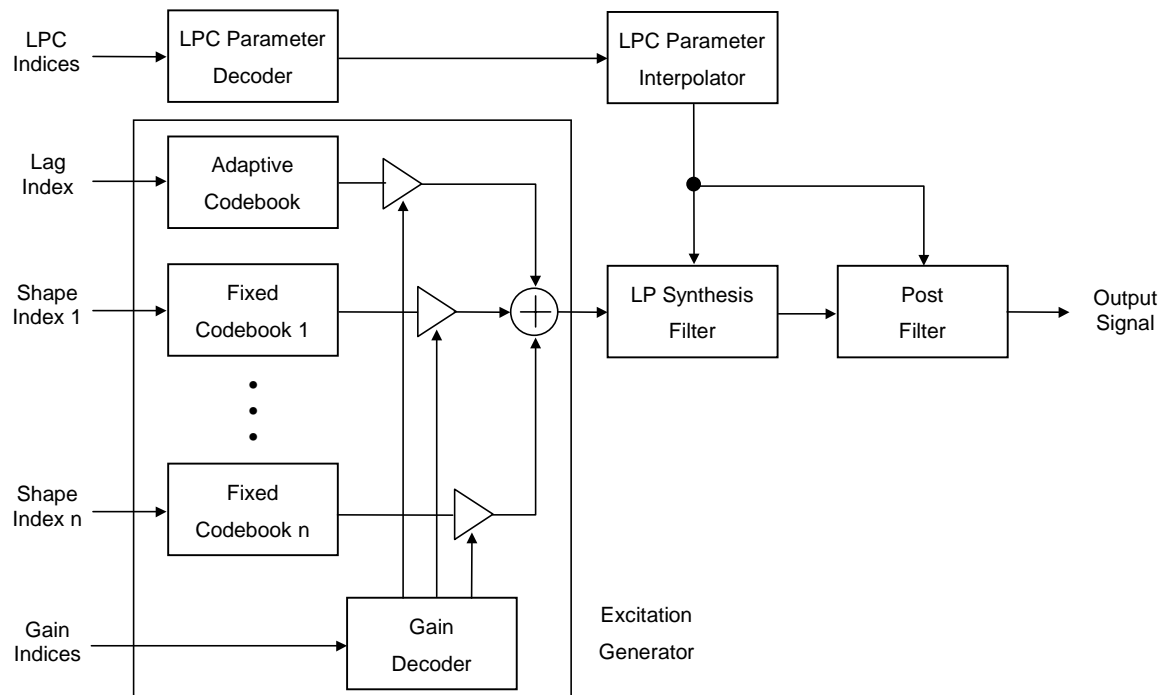 LPC
Indices
LPC Parameter
Decoder
LPC Parameter
Interpolator
Lag
Index
Adaptive
Codebook
Shape
Index 1
Fixed
Codebook 1
LP Synthesis
Filter
Post
Filter
Output
Signal
Shape
Index n
Fixed
Codebook n
Gain
Indices
Gain
Decoder
Excitation
Generator